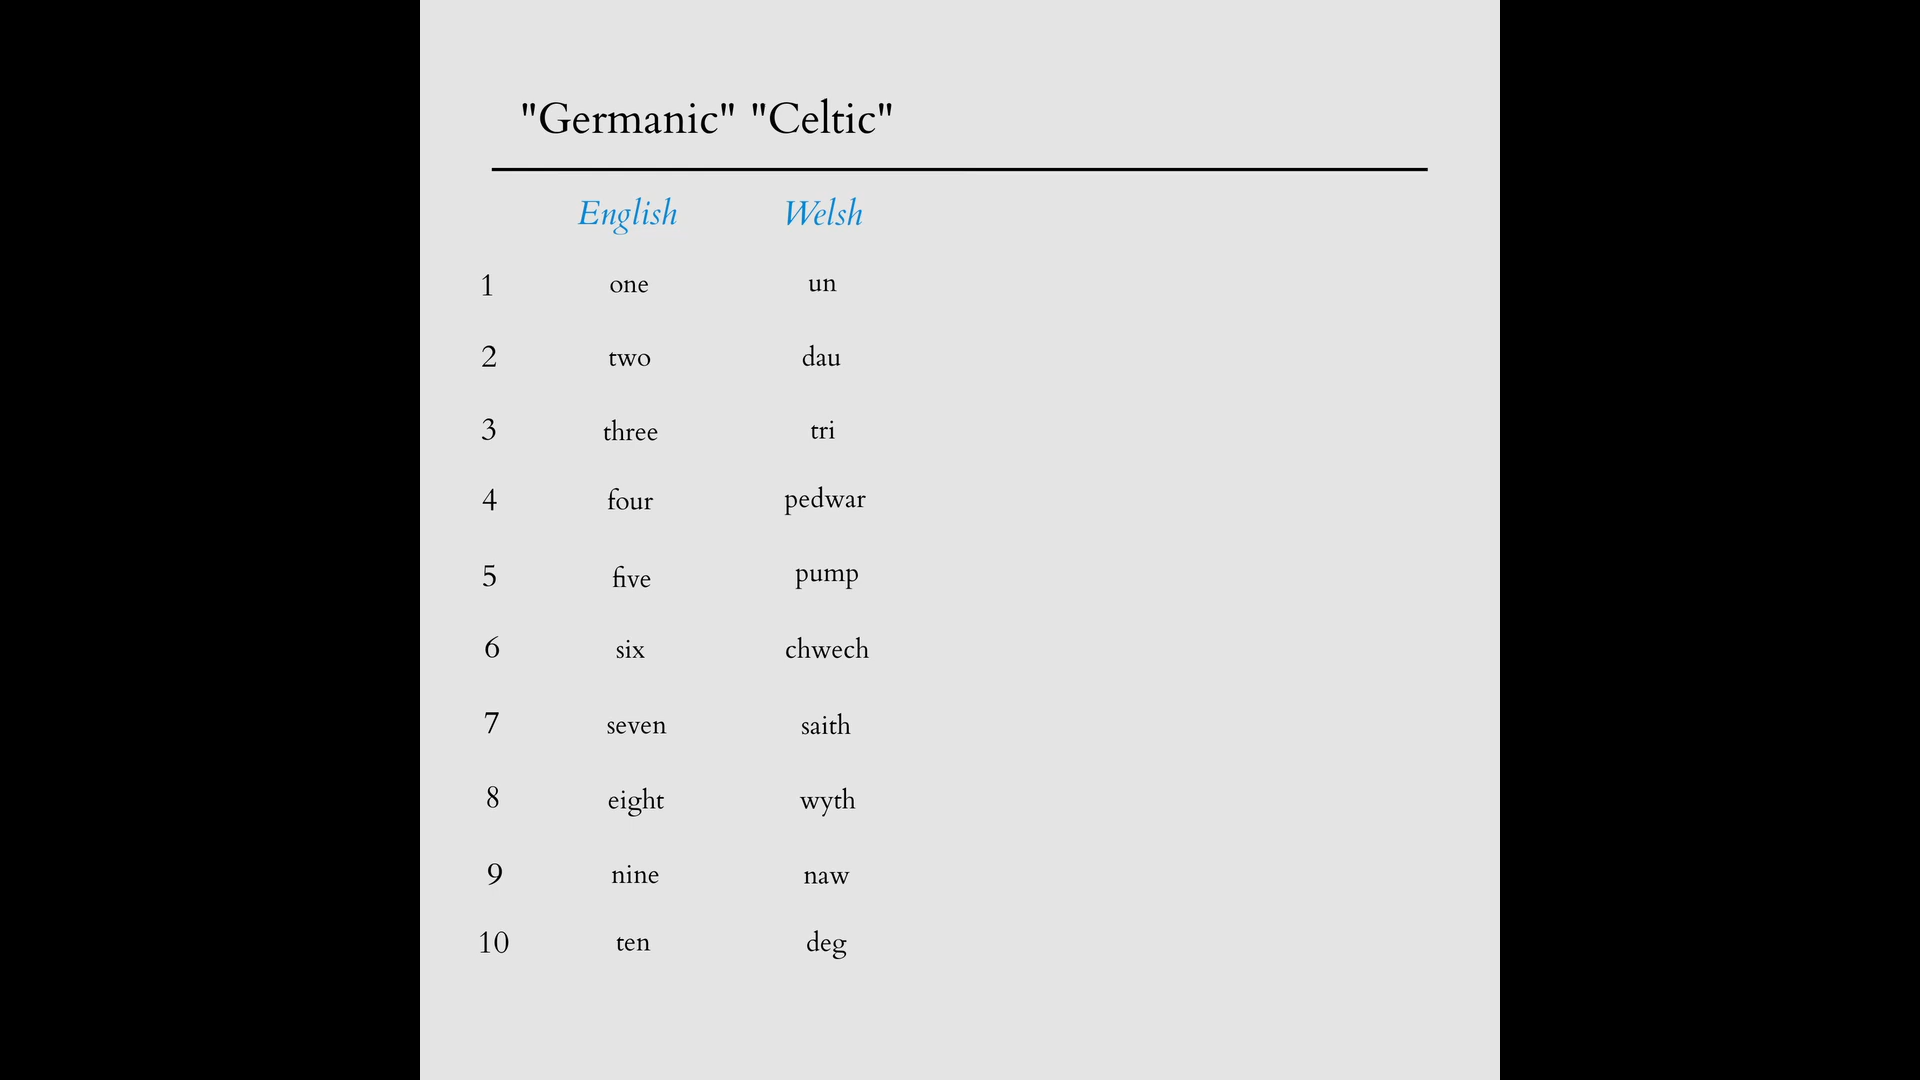 "Germanic" "Celtic"
English Welsh
1 one un
2 two dau
3 three tri
4 four pedwar
5 five pump
6 six chwech
7 seven saith
8 eight wyth
9 nine naw
10 ten deg